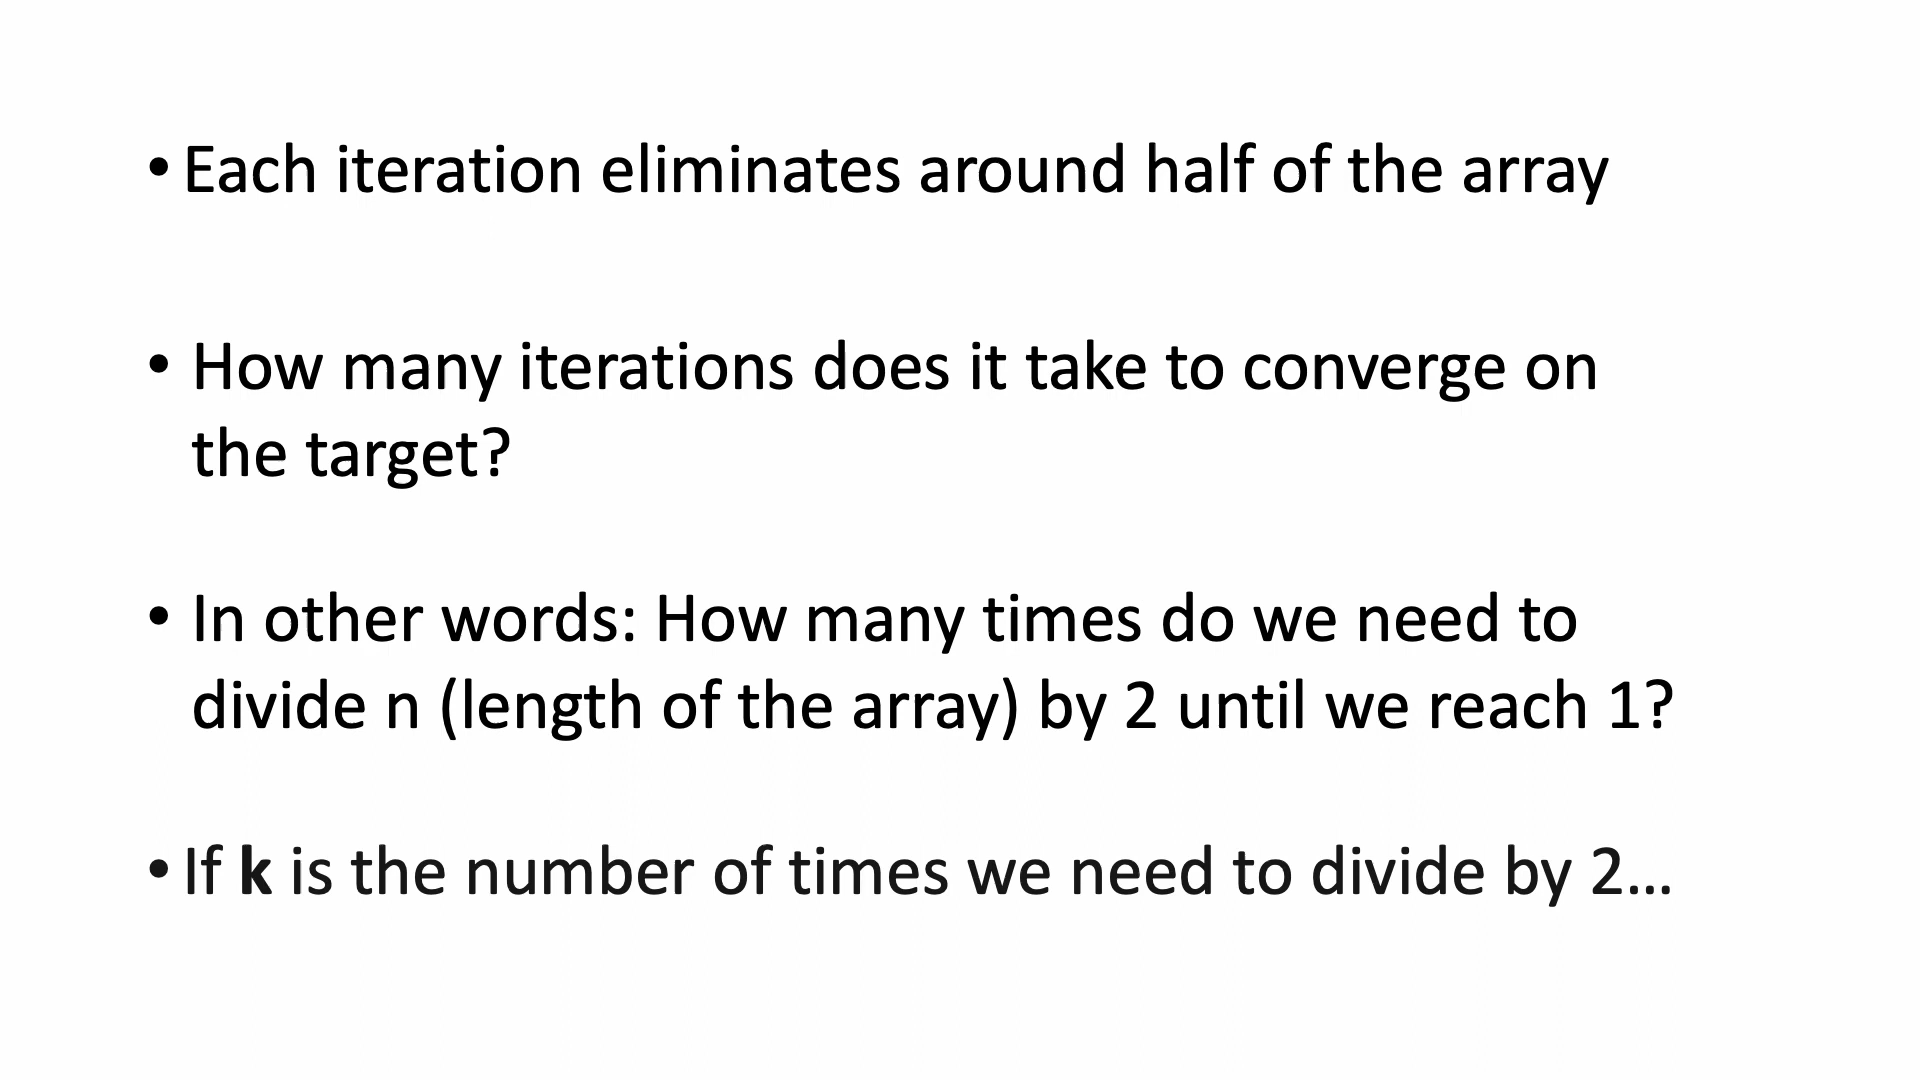 • Each iteration eliminates around half of the array
• How many iterations does it take to converge on
the target?
• In other words: How many times do we need to
divide n (length of the array) by 2 until we reach 1?
• If k is the number of times we need to divide by 2...